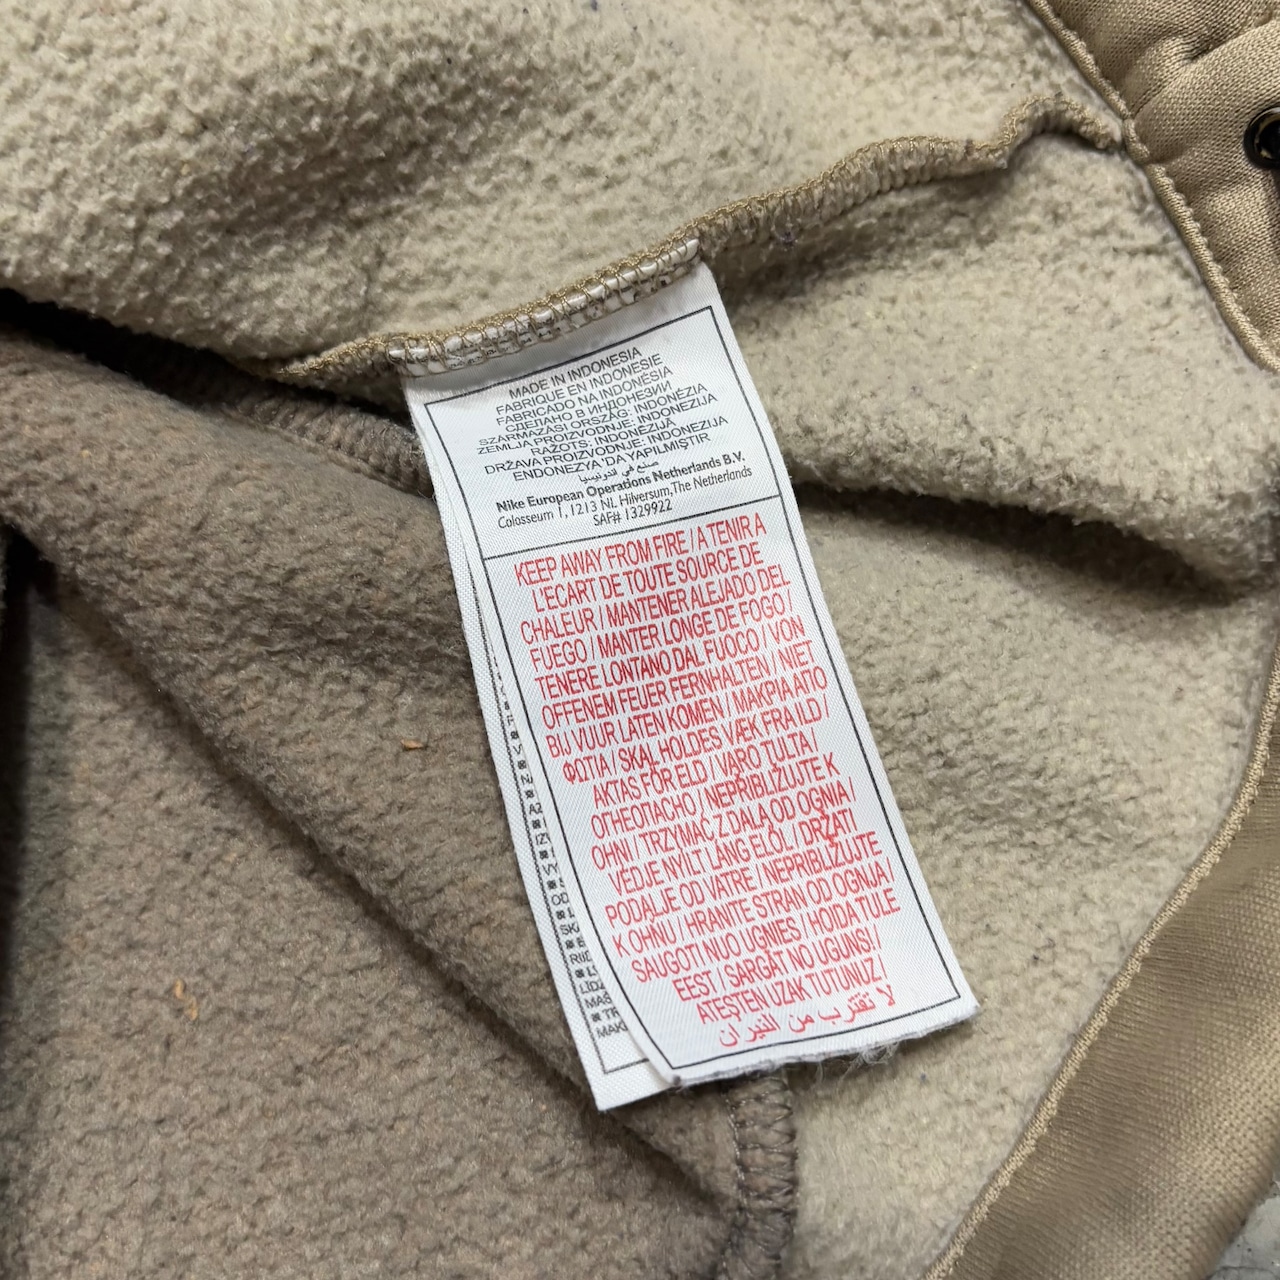 MADE IN INDONESIA
FABRIQUE EN INDONESIE
FABRICADO NA INDONÉSIA
СДЕЛАНО В ИНДОНЕЗИИ
SZÁRMAZÁSI ORSZÁG: INDONÉZIA
ZEMLJA PROIZVODNJE: INDONEZIJA
RAŽOTS: INDONĒZIJĀ
DRŽAVA PROIZVODNJE: INDONEZIJA
ENDONEZYA'DA YAPILMIŞTIR
صنع في اندونيسيا
Nike European Operations Netherlands B.V.
Colosseum 1, 1213 NL Hilversum, The Netherlands
SAF# 1329922
KEEP AWAY FROM FIRE / A TENIR A
L'ECART DE TOUTE SOURCE DE
CHALEUR / MANTENER ALEJADO DEL
FUEGO / MANTER LONGE DE FOGO /
TENERE LONTANO DAL FUOCO / VON
OFFENEM FEUER FERNHALTEN / NIET
BIJ VUUR LATEN KOMEN / ΜΑΚΡΙΑ ΑΠΟ
ΦΩΤΙΑ / SKAL HOLDES VÆK FRA ILD /
AKTAS FÖR ELD / VARO TULTA /
ОГНЕОПАСНО / NEPRIBLIŽUJTE K
OHNI / TRZYMAĆ Z DALA OD OGNIA /
VÉDJE NYÍLT LÁNG ELŐL / DRŽATI
PODALJE OD VATRE / NEPRIBLIŽUJTE
K OHŇU / HRANITE STRAN OD OGNJA /
SAUGOTI NUO UGNIES / HOIDA TULE
EEST / SARGĀT NO UGUNS! /
ATEŞTEN UZAK TUTUNUZ /
لا تقترب من النيران